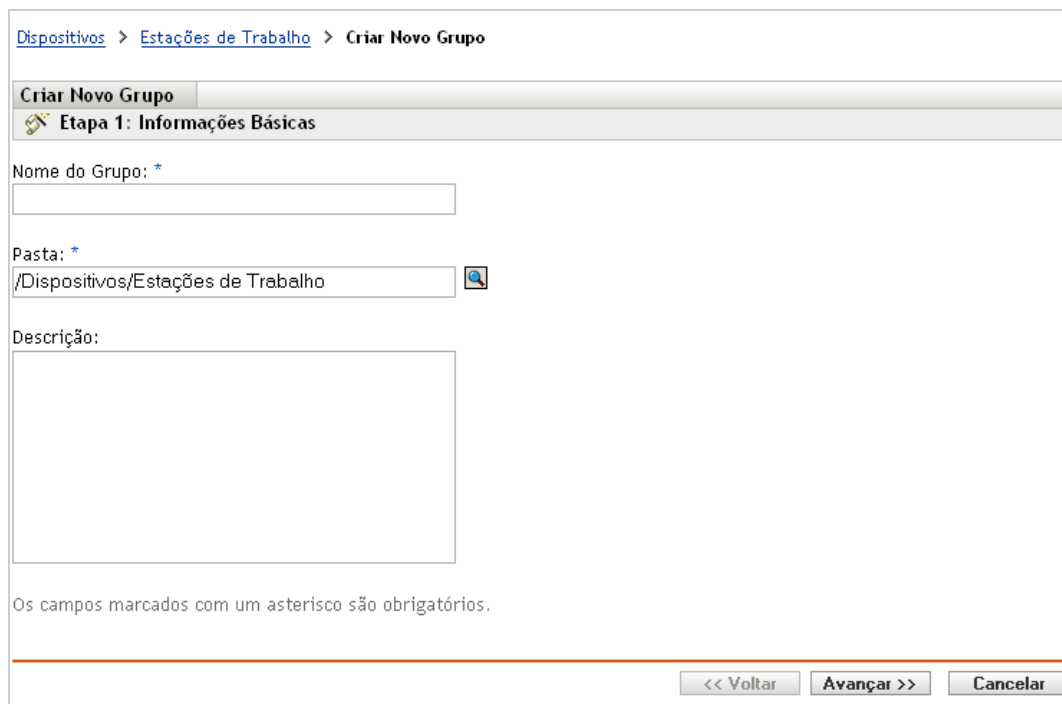 Dispositivos > Estações de Trabalho > Criar Novo Grupo
Criar Novo Grupo
Etapa 1: Informações Básicas
Nome do Grupo: *
Pasta: *
/Dispositivos/Estações de Trabalho
Descrição:
Os campos marcados com um asterisco são obrigatórios.
<< Voltar Avançar >> Cancelar